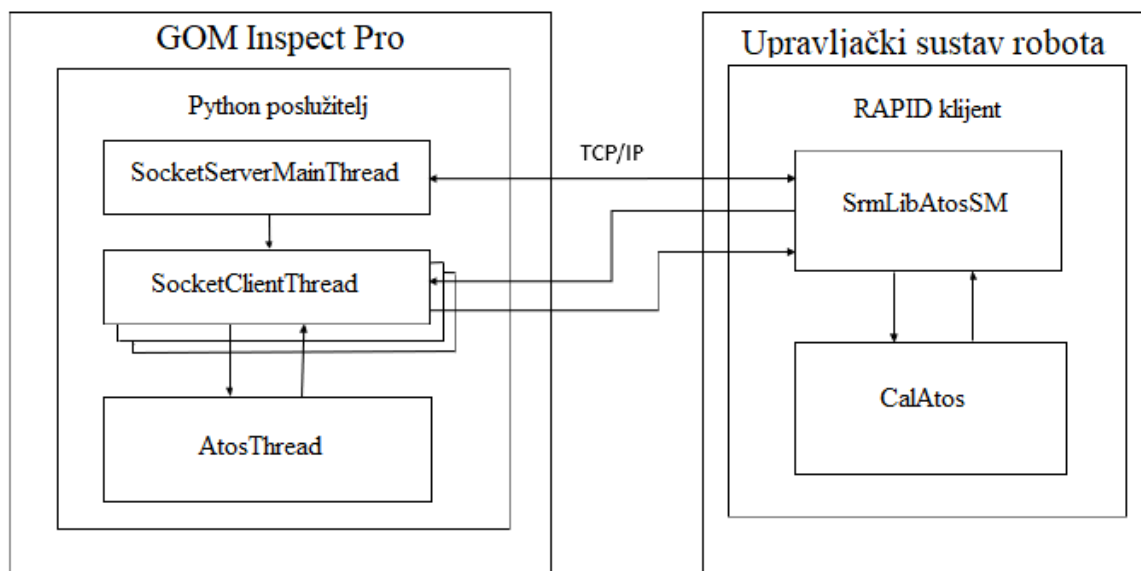 GOM Inspect Pro
Python poslužitelj
SocketServerMainThread
SocketClientThread
AtosThread
TCP/IP
Upravljački sustav robota
RAPID klijent
SrmLibAtosSM
CalAtos